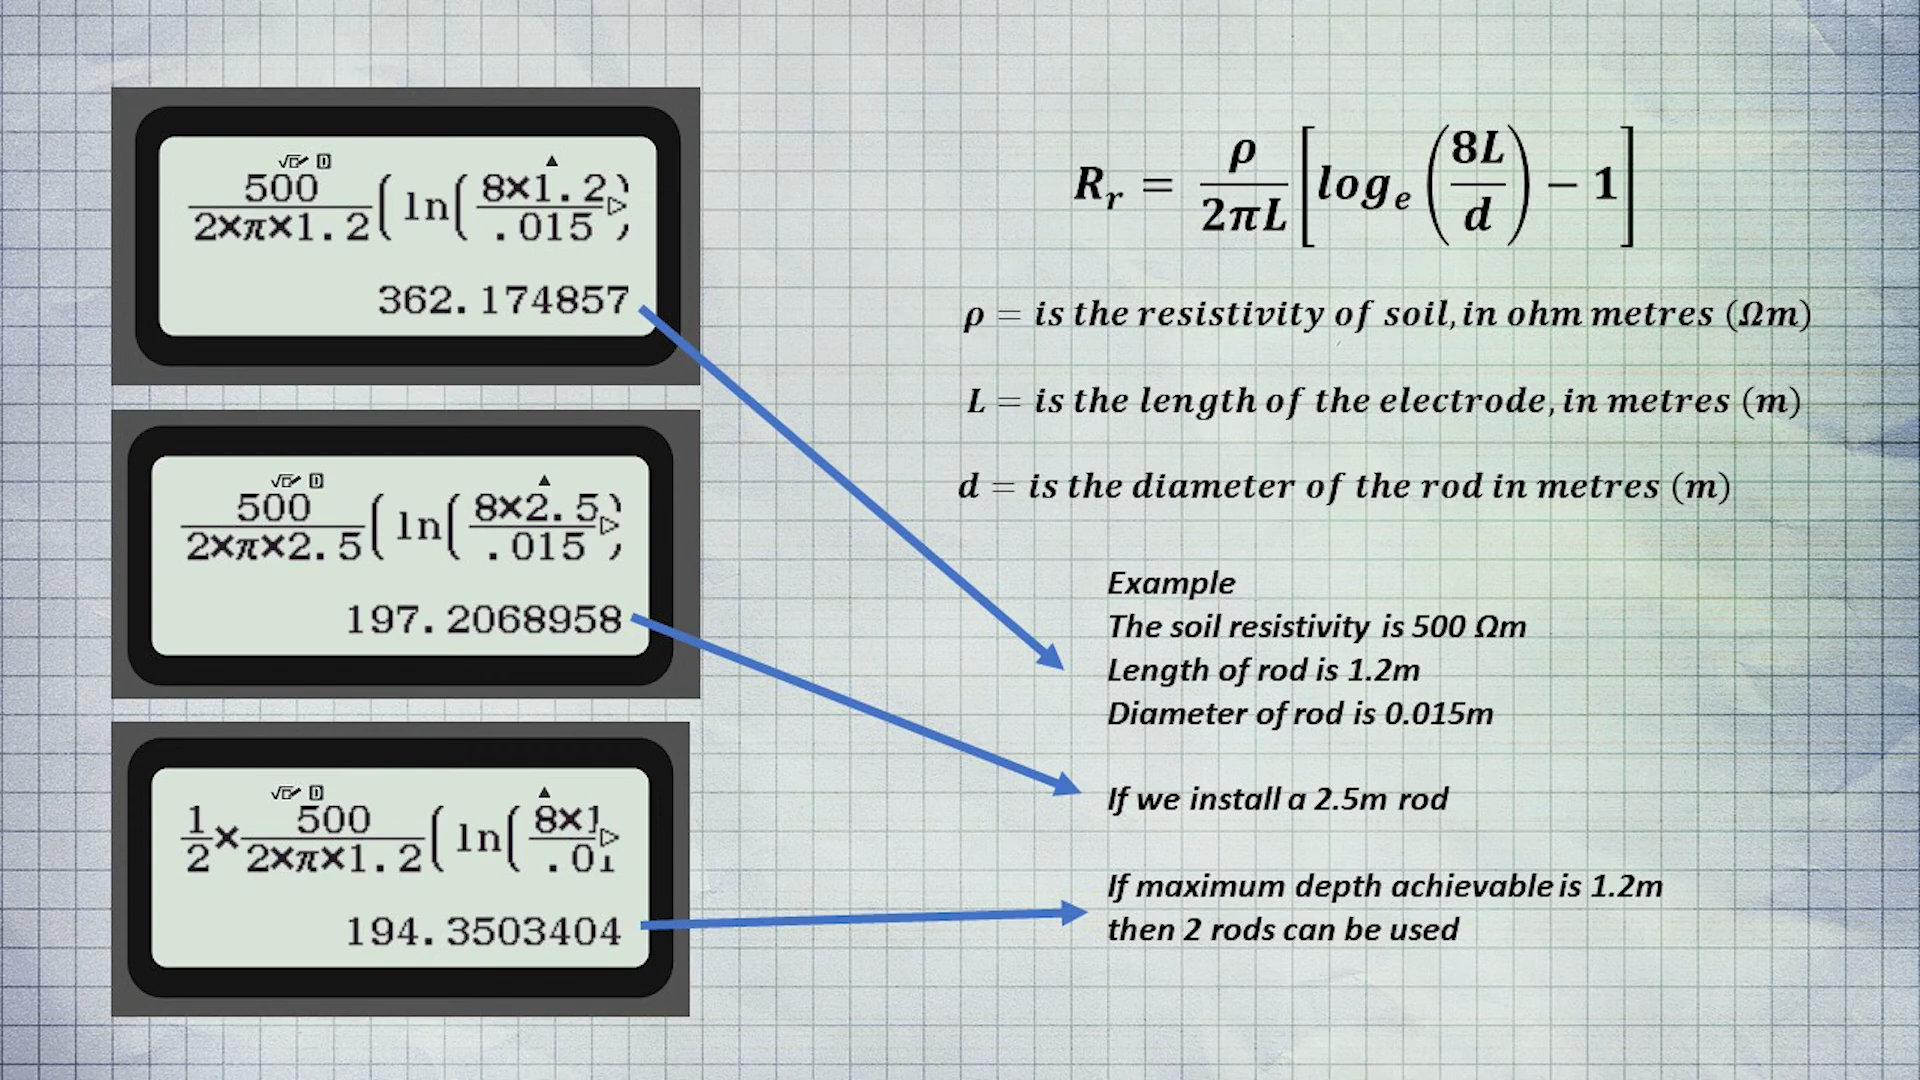 500 / 2×π×1.2 ( ln( 8×1.2 / .015 )
362.174857
500 / 2×π×2.5 ( ln( 8×2.5 / .015 )
197.2068958
1/2 × 500 / 2×π×1.2 ( ln( 8×1 / .01
194.3503404
R_r = ρ / 2πL [ log_e ( 8L / d ) − 1 ]
ρ = is the resistivity of soil, in ohm metres (Ωm)
L = is the length of the electrode, in metres (m)
d = is the diameter of the rod in metres (m)
Example
The soil resistivity is 500 Ωm
Length of rod is 1.2m
Diameter of rod is 0.015m
If we install a 2.5m rod
If maximum depth achievable is 1.2m
then 2 rods can be used